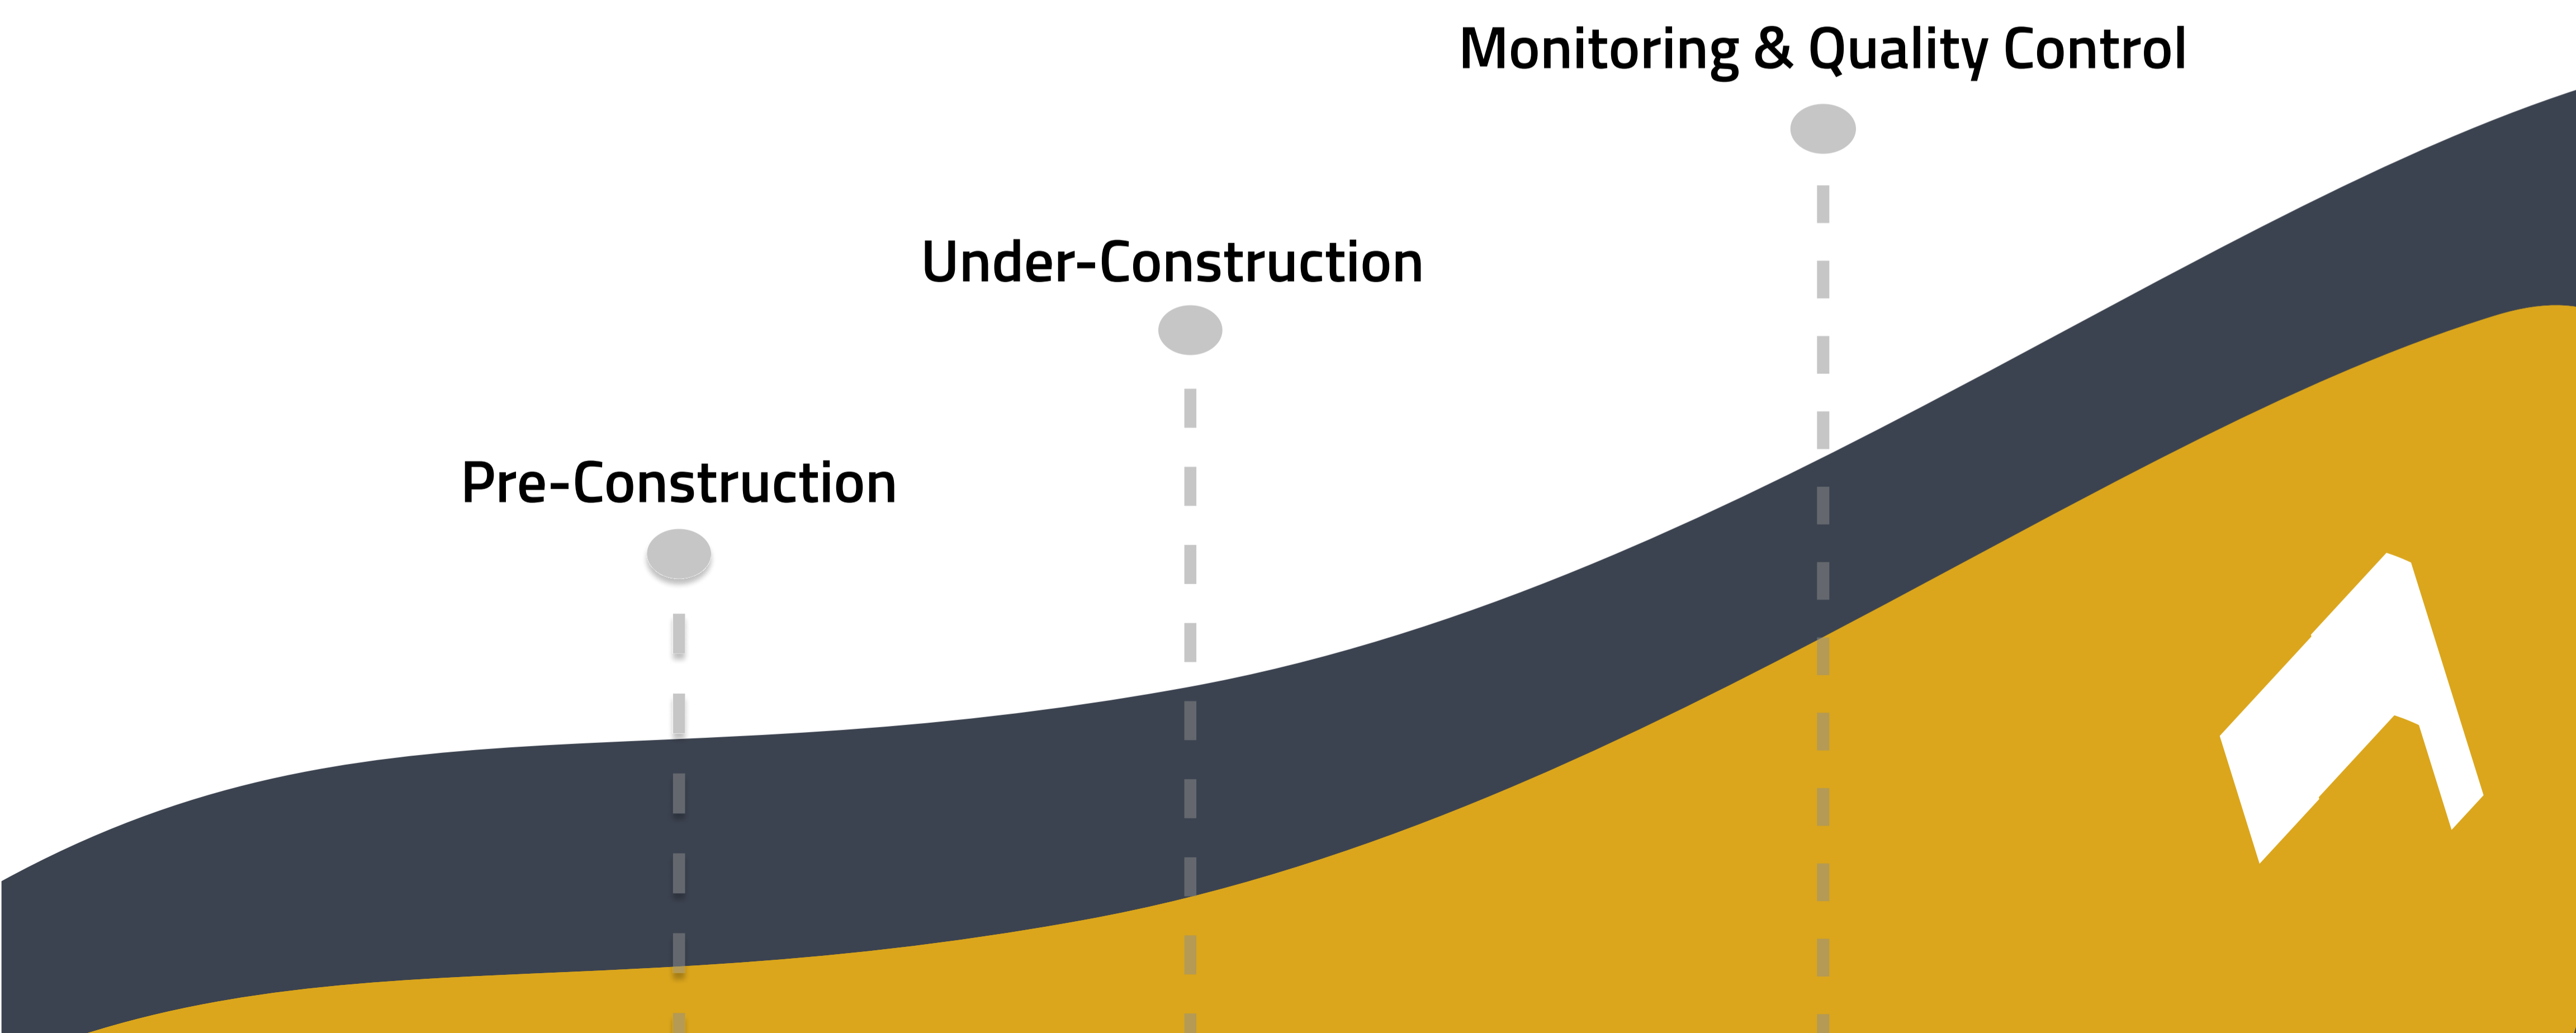 Monitoring & Quality Control
Under-Construction
Pre-Construction